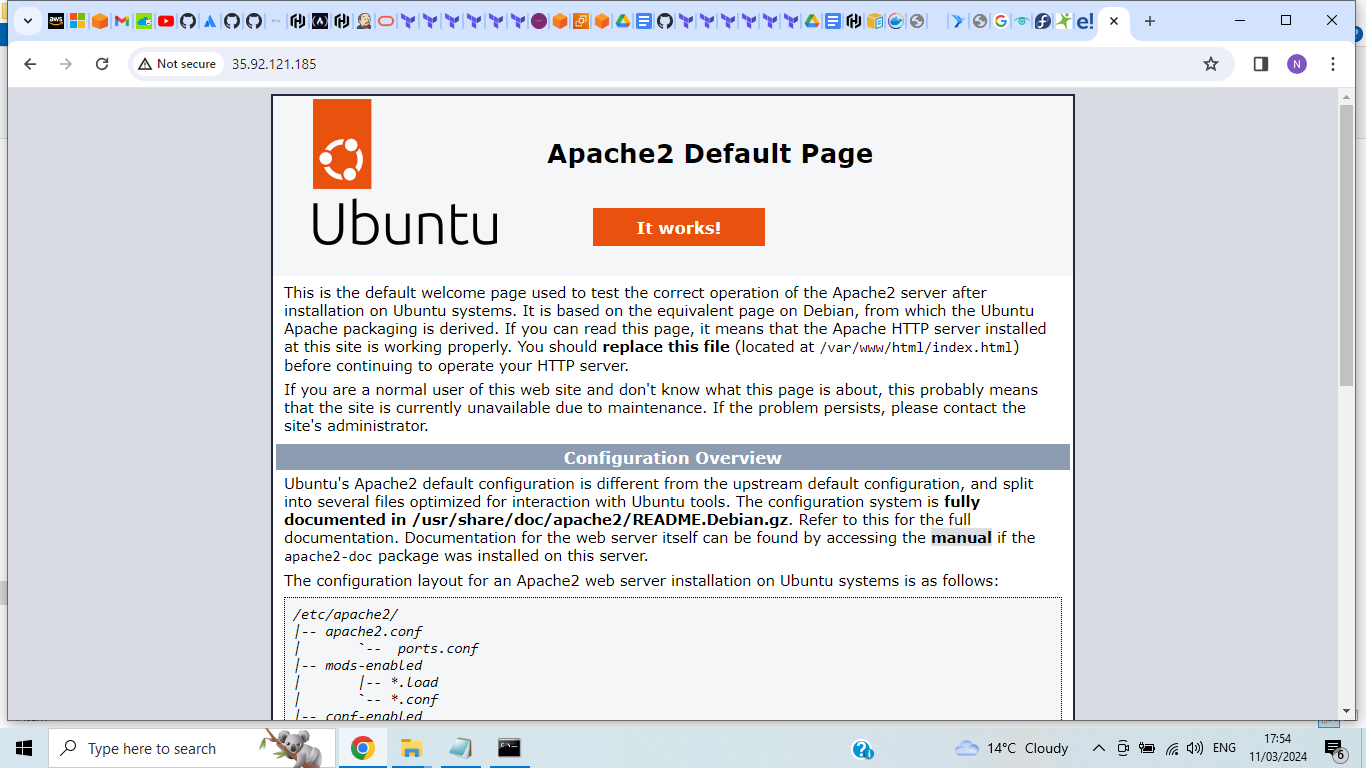 Not secure 35.92.121.185
N
Ubuntu
Apache2 Default Page
It works!
This is the default welcome page used to test the correct operation of the Apache2 server after
installation on Ubuntu systems. It is based on the equivalent page on Debian, from which the Ubuntu
Apache packaging is derived. If you can read this page, it means that the Apache HTTP server installed
at this site is working properly. You should replace this file (located at /var/www/html/index.html)
before continuing to operate your HTTP server.
If you are a normal user of this web site and don't know what this page is about, this probably means
that the site is currently unavailable due to maintenance. If the problem persists, please contact the
site's administrator.
Configuration Overview
Ubuntu's Apache2 default configuration is different from the upstream default configuration, and split
into several files optimized for interaction with Ubuntu tools. The configuration system is fully
documented in /usr/share/doc/apache2/README.Debian.gz. Refer to this for the full
documentation. Documentation for the web server itself can be found by accessing the manual if the
apache2-doc package was installed on this server.
The configuration layout for an Apache2 web server installation on Ubuntu systems is as follows:
/etc/apache2/
|-- apache2.conf
|       `--  ports.conf
|-- mods-enabled
|       |-- *.load
|       `-- *.conf
|-- conf-enabled
Type here to search
14°C Cloudy
ENG
17:54
11/03/2024
6